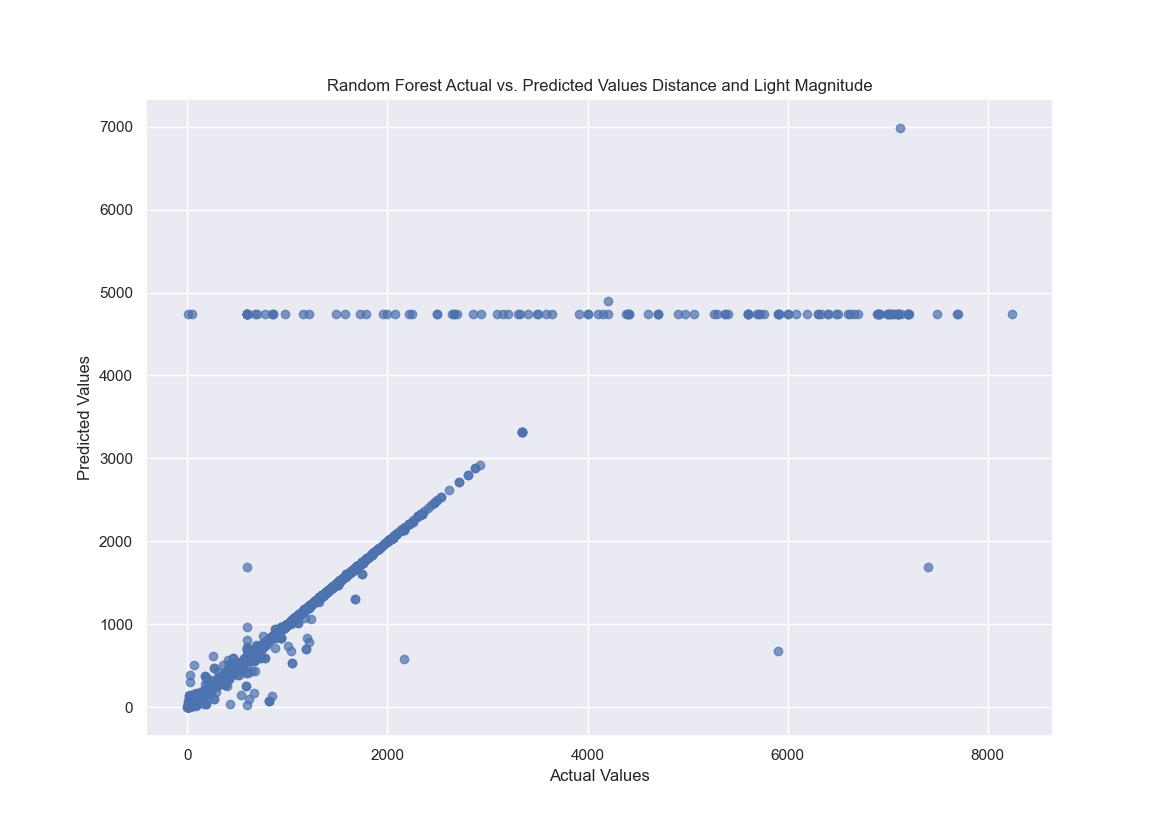 Random Forest Actual vs. Predicted Values Distance and Light Magnitude
7000
6000
5000
4000
3000
2000
1000
0
Predicted Values
0 2000 4000 6000 8000
Actual Values